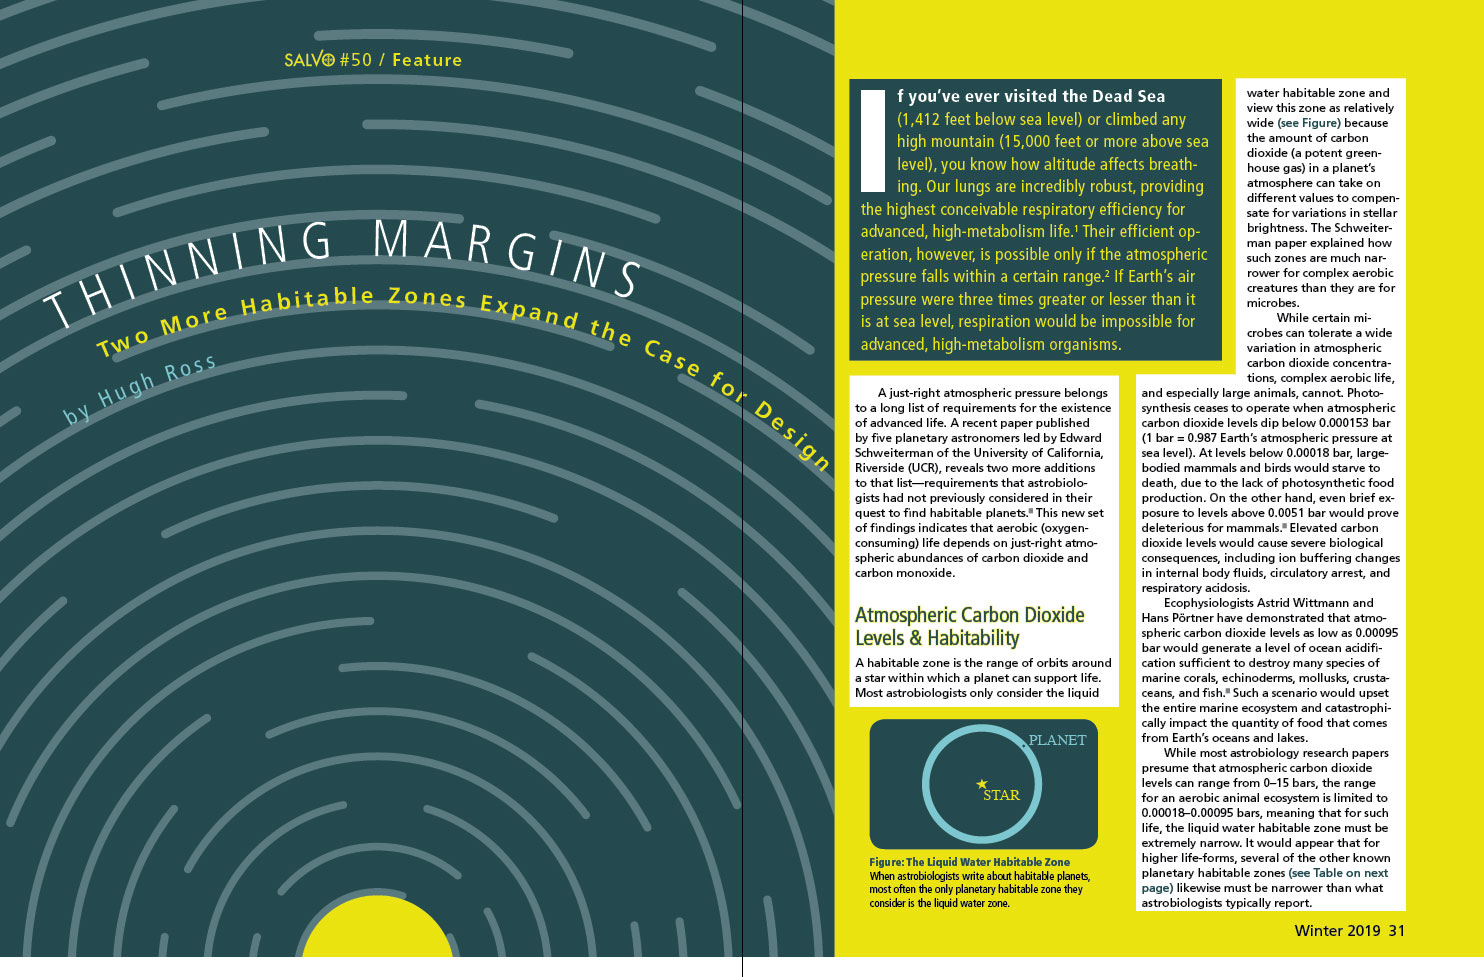 SALVO #50 / Feature
THINNING MARGINS
Two More Habitable Zones Expand the Case for Design
by Hugh Ross
If you’ve ever visited the Dead Sea
(1,412 feet below sea level) or climbed any
high mountain (15,000 feet or more above sea
level), you know how altitude affects breath-
ing. Our lungs are incredibly robust, providing
the highest conceivable respiratory efficiency for
advanced, high-metabolism life.¹ Their efficient op-
eration, however, is possible only if the atmospheric
pressure falls within a certain range.² If Earth’s air
pressure were three times greater or lesser than it
is at sea level, respiration would be impossible for
advanced, high-metabolism organisms.
A just-right atmospheric pressure belongs
to a long list of requirements for the existence
of advanced life. A recent paper published
by five planetary astronomers led by Edward
Schweiterman of the University of California,
Riverside (UCR), reveals two more additions
to that list—requirements that astrobiolo-
gists had not previously considered in their
quest to find habitable planets. This new set
of findings indicates that aerobic (oxygen-
consuming) life depends on just-right atmo-
spheric abundances of carbon dioxide and
carbon monoxide.
Atmospheric Carbon Dioxide
Levels & Habitability
A habitable zone is the range of orbits around
a star within which a planet can support life.
Most astrobiologists only consider the liquid
PLANET
STAR
Figure: The Liquid Water Habitable Zone
When astrobiologists write about habitable planets,
most often the only planetary habitable zone they
consider is the liquid water zone.
water habitable zone and
view this zone as relatively
wide (see Figure) because
the amount of carbon
dioxide (a potent green-
house gas) in a planet’s
atmosphere can take on
different values to compen-
sate for variations in stellar
brightness. The Schweiter-
man paper explained how
such zones are much nar-
rower for complex aerobic
creatures than they are for
microbes.
While certain mi-
crobes can tolerate a wide
variation in atmospheric
carbon dioxide concentra-
tions, complex aerobic life,
and especially large animals, cannot. Photo-
synthesis ceases to operate when atmospheric
carbon dioxide levels dip below 0.000153 bar
(1 bar = 0.987 Earth’s atmospheric pressure at
sea level). At levels below 0.00018 bar, large-
bodied mammals and birds would starve to
death, due to the lack of photosynthetic food
production. On the other hand, even brief ex-
posure to levels above 0.0051 bar would prove
deleterious for mammals. Elevated carbon
dioxide levels would cause severe biological
consequences, including ion buffering changes
in internal body fluids, circulatory arrest, and
respiratory acidosis.
Ecophysiologists Astrid Wittmann and
Hans Pörtner have demonstrated that atmo-
spheric carbon dioxide levels as low as 0.00095
bar would generate a level of ocean acidifi-
cation sufficient to destroy many species of
marine corals, echinoderms, mollusks, crusta-
ceans, and fish. Such a scenario would upset
the entire marine ecosystem and catastrophi-
cally impact the quantity of food that comes
from Earth’s oceans and lakes.
While most astrobiology research papers
presume that atmospheric carbon dioxide
levels can range from 0–15 bars, the range
for an aerobic animal ecosystem is limited to
0.00018–0.00095 bars, meaning that for such
life, the liquid water habitable zone must be
extremely narrow. It would appear that for
higher life-forms, several of the other known
planetary habitable zones (see Table on next
page) likewise must be narrower than what
astrobiologists typically report.
Winter 2019 31